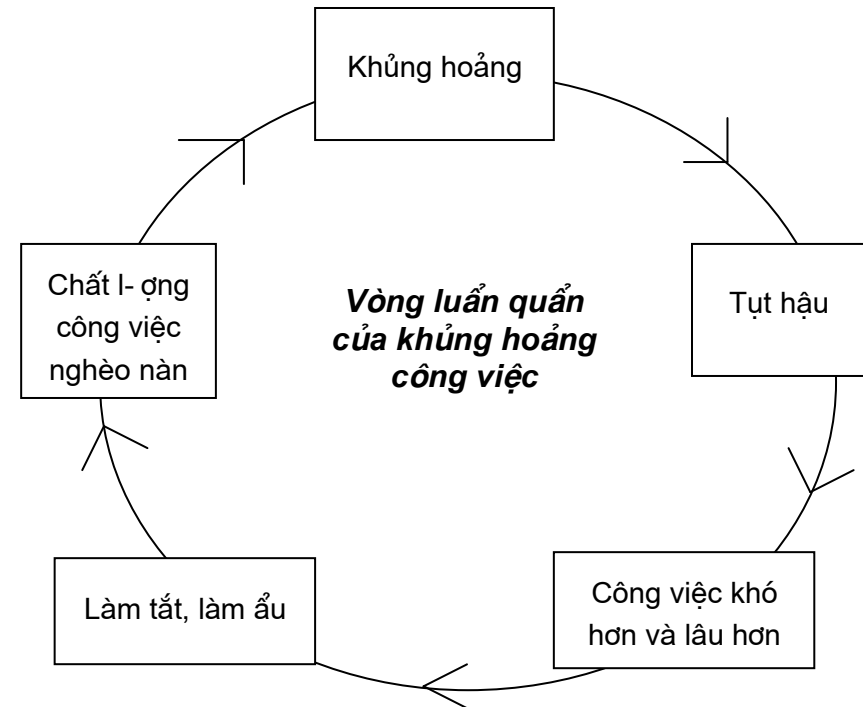 Khủng hoảng
Chất l- ợng
công việc
nghèo nàn
Vòng luẩn quẩn
của khủng hoảng
công việc
Tụt hậu
Làm tắt, làm ẩu
Công việc khó
hơn và lâu hơn